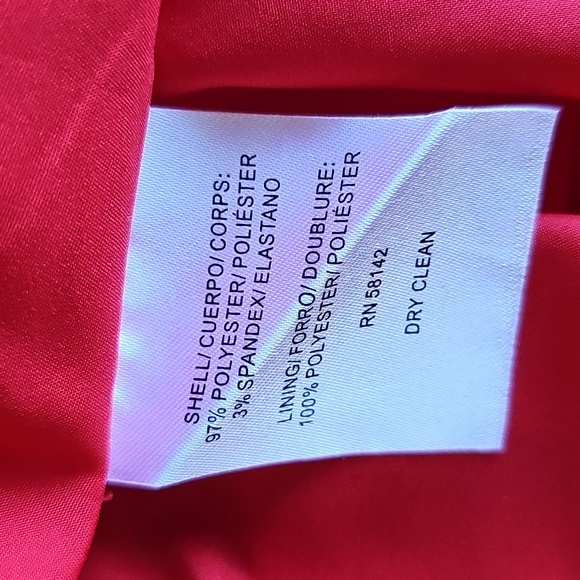 SHELL/ CUERPO/ CORPS:
97% POLYESTER/ POLIÉSTER
3% SPANDEX/ ELASTANO
LINING/ FORRO/ DOUBLURE:
100% POLYESTER/ POLIÉSTER
RN 58142
DRY CLEAN